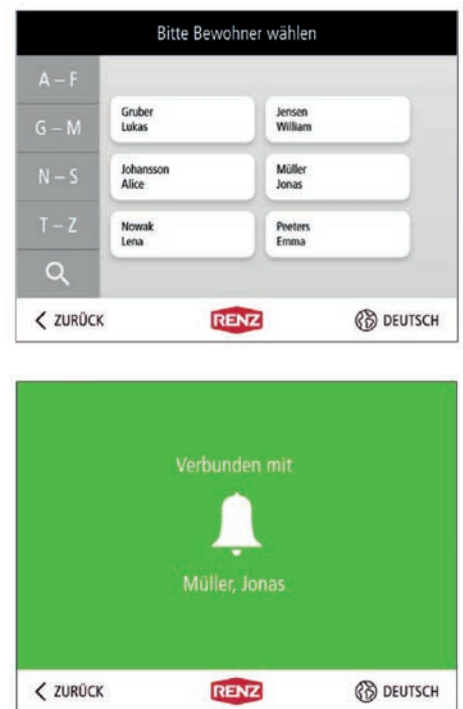 Bitte Bewohner wählen
A – F
G – M
N – S
T – Z
Gruber
Lukas
Jensen
William
Johansson
Alice
Müller
Jonas
Nowak
Lena
Peeters
Emma
ZURÜCK
RENZ
DEUTSCH
Verbunden mit
Müller, Jonas
ZURÜCK
RENZ
DEUTSCH